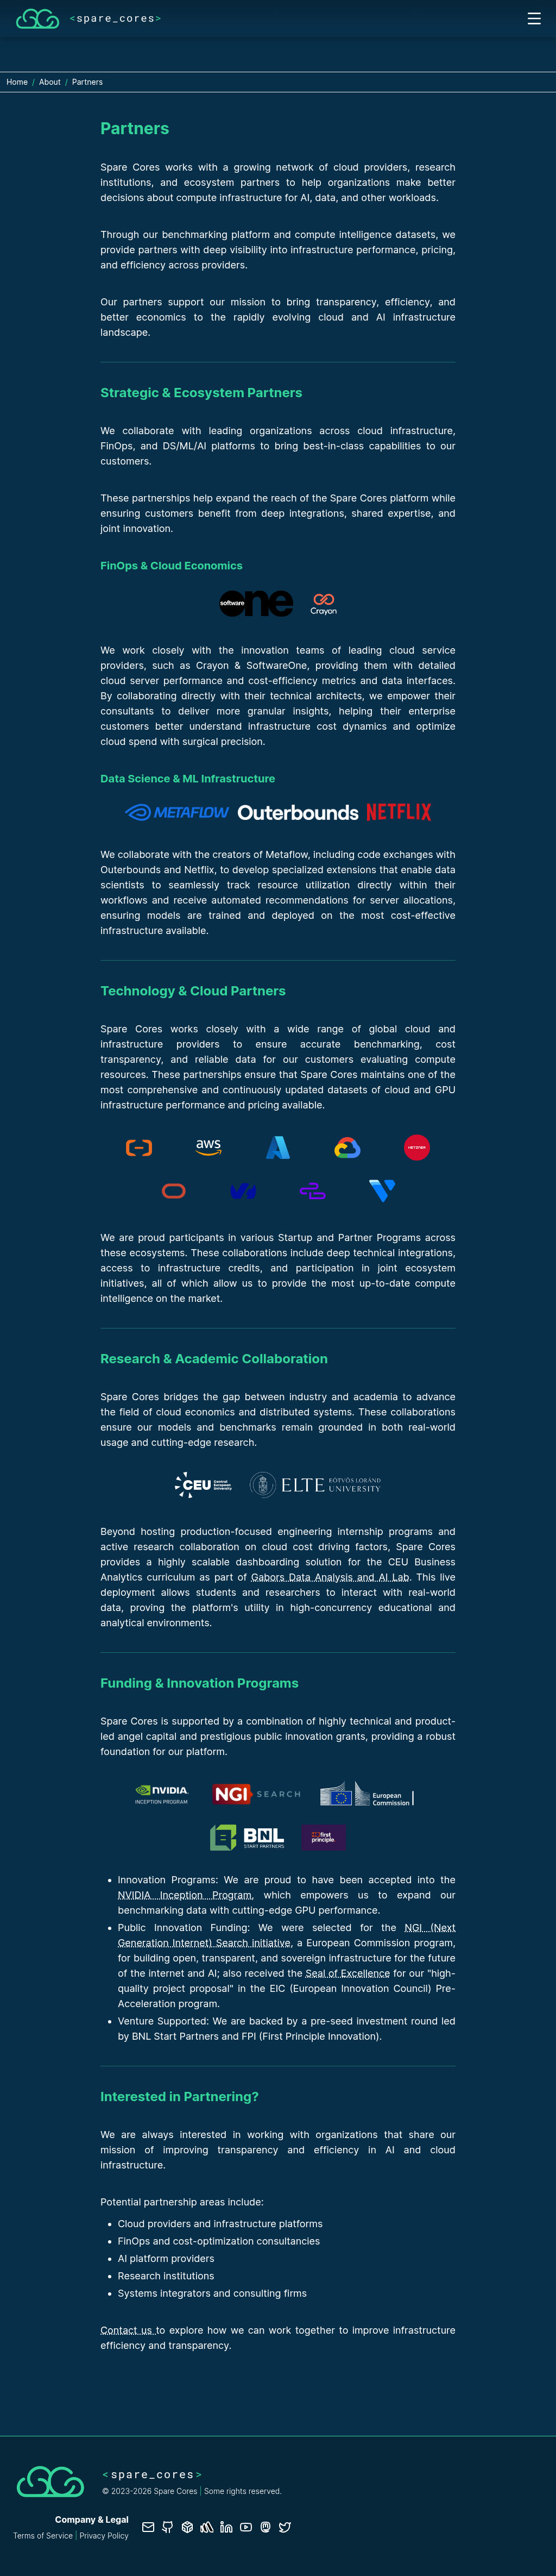 <spare_cores>
Home / About / Partners
Partners
Spare Cores works with a growing network of cloud providers, research
institutions, and ecosystem partners to help organizations make better
decisions about compute infrastructure for AI, data, and other workloads.
Through our benchmarking platform and compute intelligence datasets, we
provide partners with deep visibility into infrastructure performance, pricing,
and efficiency across providers.
Our partners support our mission to bring transparency, efficiency, and
better economics to the rapidly evolving cloud and AI infrastructure
landscape.
Strategic & Ecosystem Partners
We collaborate with leading organizations across cloud infrastructure,
FinOps, and DS/ML/AI platforms to bring best-in-class capabilities to our
customers.
These partnerships help expand the reach of the Spare Cores platform while
ensuring customers benefit from deep integrations, shared expertise, and
joint innovation.
FinOps & Cloud Economics
software one Crayon
We work closely with the innovation teams of leading cloud service
providers, such as Crayon & SoftwareOne, providing them with detailed
cloud server performance and cost-efficiency metrics and data interfaces.
By collaborating directly with their technical architects, we empower their
consultants to deliver more granular insights, helping their enterprise
customers better understand infrastructure cost dynamics and optimize
cloud spend with surgical precision.
Data Science & ML Infrastructure
METAFLOW Outerbounds NETFLIX
We collaborate with the creators of Metaflow, including code exchanges with
Outerbounds and Netflix, to develop specialized extensions that enable data
scientists to seamlessly track resource utilization directly within their
workflows and receive automated recommendations for server allocations,
ensuring models are trained and deployed on the most cost-effective
infrastructure available.
Technology & Cloud Partners
Spare Cores works closely with a wide range of global cloud and
infrastructure providers to ensure accurate benchmarking, cost
transparency, and reliable data for our customers evaluating compute
resources. These partnerships ensure that Spare Cores maintains one of the
most comprehensive and continuously updated datasets of cloud and GPU
infrastructure performance and pricing available.
aws HETZNER
We are proud participants in various Startup and Partner Programs across
these ecosystems. These collaborations include deep technical integrations,
access to infrastructure credits, and participation in joint ecosystem
initiatives, all of which allow us to provide the most up-to-date compute
intelligence on the market.
Research & Academic Collaboration
Spare Cores bridges the gap between industry and academia to advance
the field of cloud economics and distributed systems. These collaborations
ensure our models and benchmarks remain grounded in both real-world
usage and cutting-edge research.
CEU Central European University ELTE EÖTVÖS LORÁND UNIVERSITY
Beyond hosting production-focused engineering internship programs and
active research collaboration on cloud cost driving factors, Spare Cores
provides a highly scalable dashboarding solution for the CEU Business
Analytics curriculum as part of Gabors Data Analysis and AI Lab. This live
deployment allows students and researchers to interact with real-world
data, proving the platform's utility in high-concurrency educational and
analytical environments.
Funding & Innovation Programs
Spare Cores is supported by a combination of highly technical and product-
led angel capital and prestigious public innovation grants, providing a robust
foundation for our platform.
NVIDIA INCEPTION PROGRAM NGI SEARCH European Commission
BNL START PARTNERS first principle
• Innovation Programs: We are proud to have been accepted into the
NVIDIA Inception Program, which empowers us to expand our
benchmarking data with cutting-edge GPU performance.
• Public Innovation Funding: We were selected for the NGI (Next
Generation Internet) Search initiative, a European Commission program,
for building open, transparent, and sovereign infrastructure for the future
of the internet and AI; also received the Seal of Excellence for our "high-
quality project proposal" in the EIC (European Innovation Council) Pre-
Acceleration program.
• Venture Supported: We are backed by a pre-seed investment round led
by BNL Start Partners and FPI (First Principle Innovation).
Interested in Partnering?
We are always interested in working with organizations that share our
mission of improving transparency and efficiency in AI and cloud
infrastructure.
Potential partnership areas include:
• Cloud providers and infrastructure platforms
• FinOps and cost-optimization consultancies
• AI platform providers
• Research institutions
• Systems integrators and consulting firms
Contact us to explore how we can work together to improve infrastructure
efficiency and transparency.
<spare_cores>
© 2023-2026 Spare Cores | Some rights reserved.
Company & Legal
Terms of Service | Privacy Policy